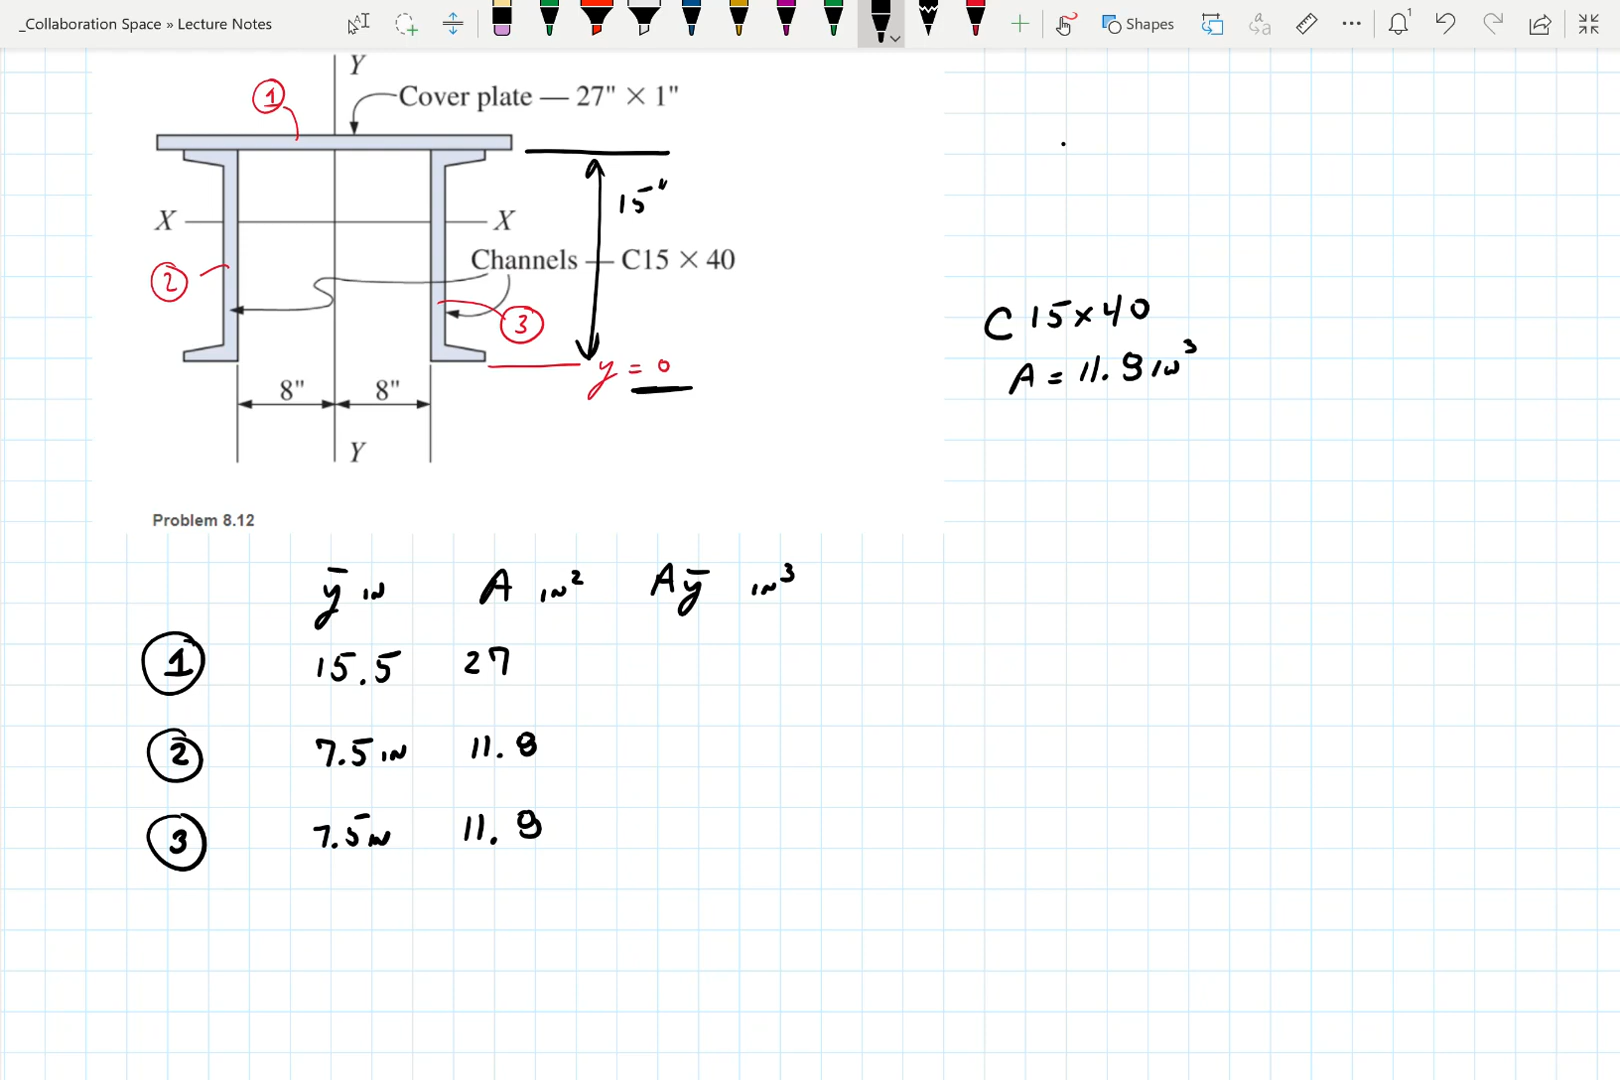 _Collaboration Space » Lecture Notes
Shapes
Y
① Cover plate — 27" × 1"
15"
X X
② Channels — C15 × 40
③
y = 0
8" 8"
Y
C 15×40
A = 11.8 IN³
Problem 8.12
ȳ IN A IN² Aȳ IN³
① 15.5 27
② 7.5 IN 11.8
③ 7.5 IN 11.8